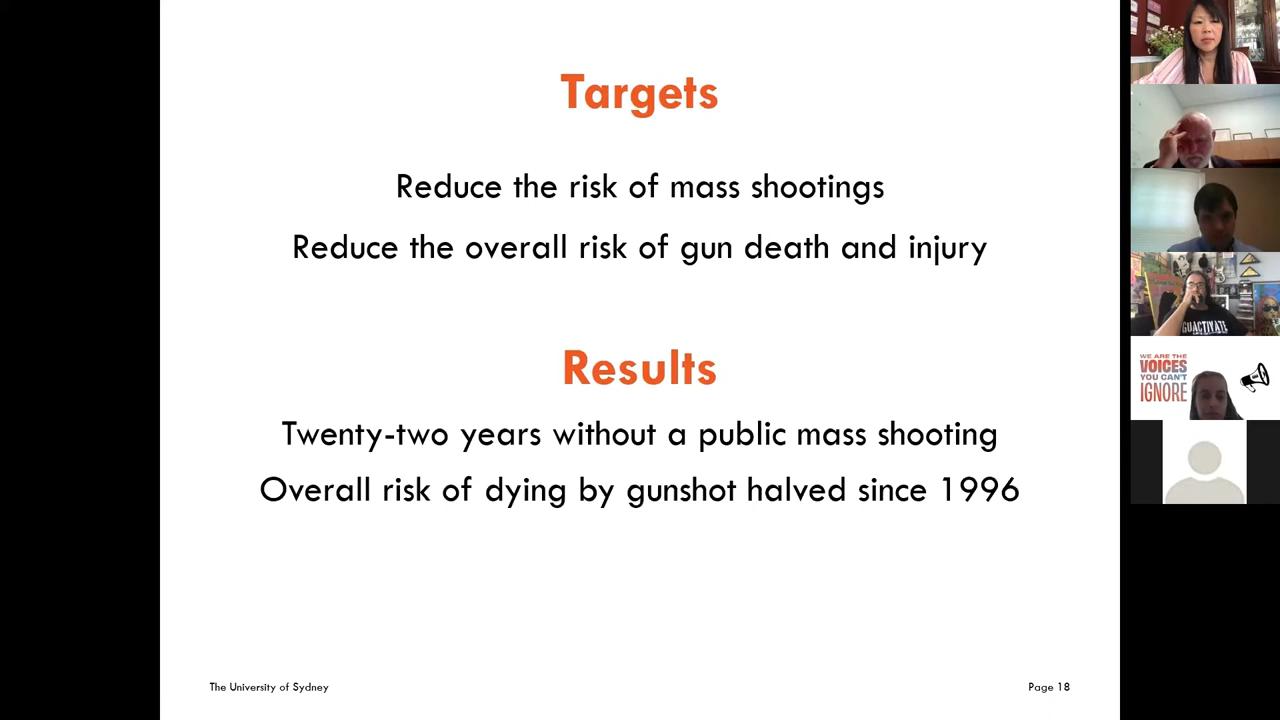 Targets
Reduce the risk of mass shootings
Reduce the overall risk of gun death and injury
Results
Twenty-two years without a public mass shooting
Overall risk of dying by gunshot halved since 1996
The University of Sydney
Page 18
GUACTIVATE
WE ARE THE
VOICES
YOU CAN'T
IGNORE